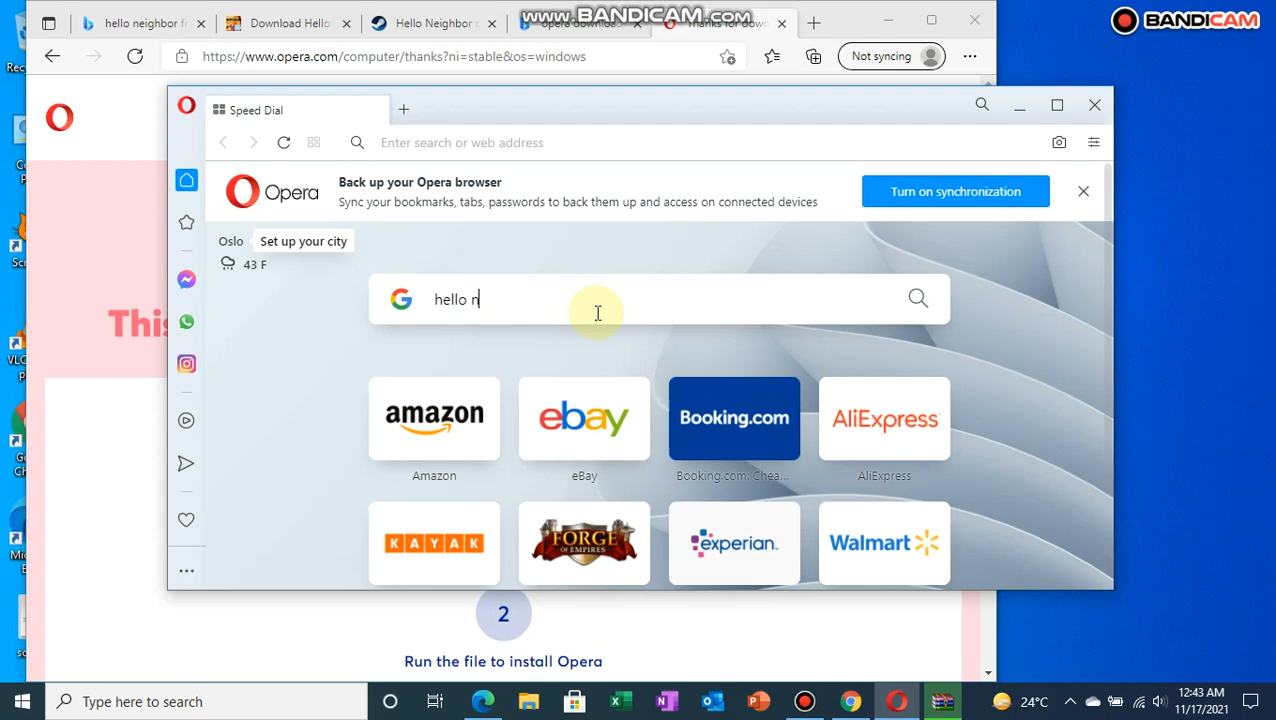 www.BANDICAM.com
BANDICAM
hello neighbor f
Download Hello
Hello Neighbor o
Thanks for down
https://www.opera.com/computer/thanks?ni=stable&os=windows
Not syncing
Speed Dial
Enter search or web address
Opera
Back up your Opera browser
Sync your bookmarks, tabs, passwords to back them up and access on connected devices
Turn on synchronization
Oslo
Set up your city
43 F
hello n
This
amazon
ebay
Booking.com
AliExpress
Amazon
eBay
Booking.com: Chea...
AliExpress
KAYAK
FORGE
OF EMPIRES
experian.
Walmart
2
Run the file to install Opera
Type here to search
24°C
12:43 AM
11/17/2021